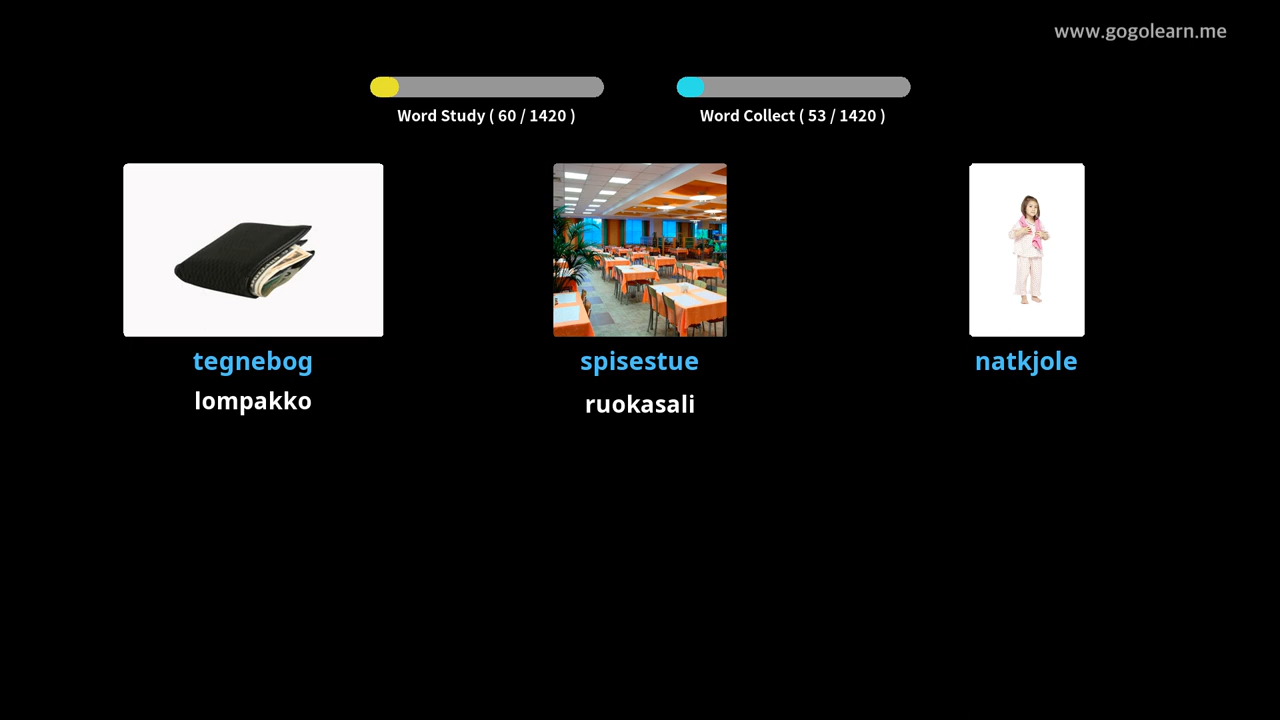 www.gogolearn.me
Word Study ( 60 / 1420 )
Word Collect ( 53 / 1420 )
tegnebog
lompakko
spisestue
ruokasali
natkjole